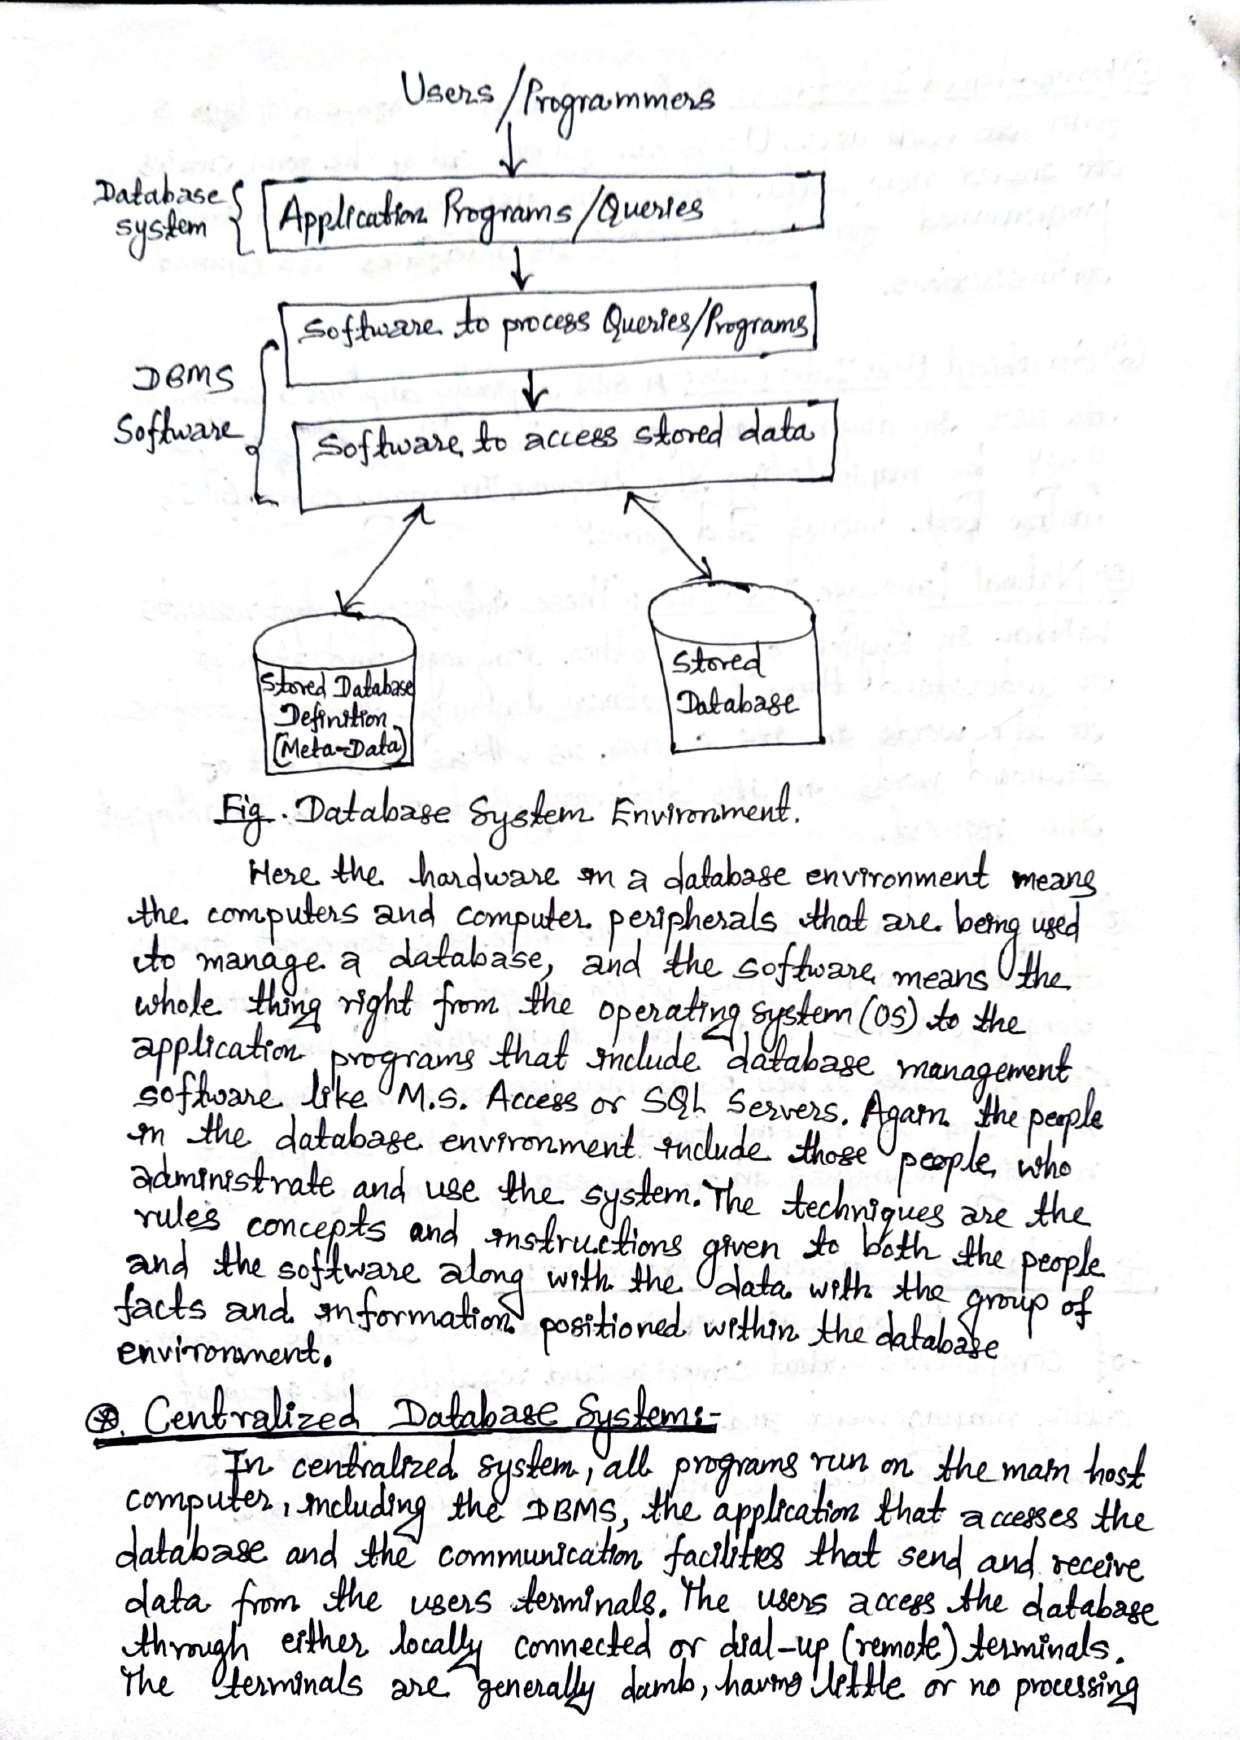 Users/Programmers
Database
system
Application Programs/Queries
Software to process Queries/Programs
DBMS
Software
Software to access stored data
Stored Database
Definition
(Meta-Data)
Stored
Database
Fig. Database System Environment.
Here the hardware in a database environment means
the computers and computer peripherals that are being used
to manage a database, and the software means the
whole thing right from the operating system (OS) to the
application programs that include database management
software like M.S. Access or SQL Servers. Again the people
in the database environment include those people who
administrate and use the system. The techniques are the
rules concepts and instructions given to both the people
and the software along with the data with the group of
facts and information positioned within the database
environment.
⊛. Centralized Database System:-
In centralized system, all programs run on the main host
computer, including the DBMS, the application that accesses the
database and the communication facilities that send and receive
data from the users terminals. The users access the database
through either locally connected or dial-up (remote) terminals.
The terminals are generally damb, having little or no processing